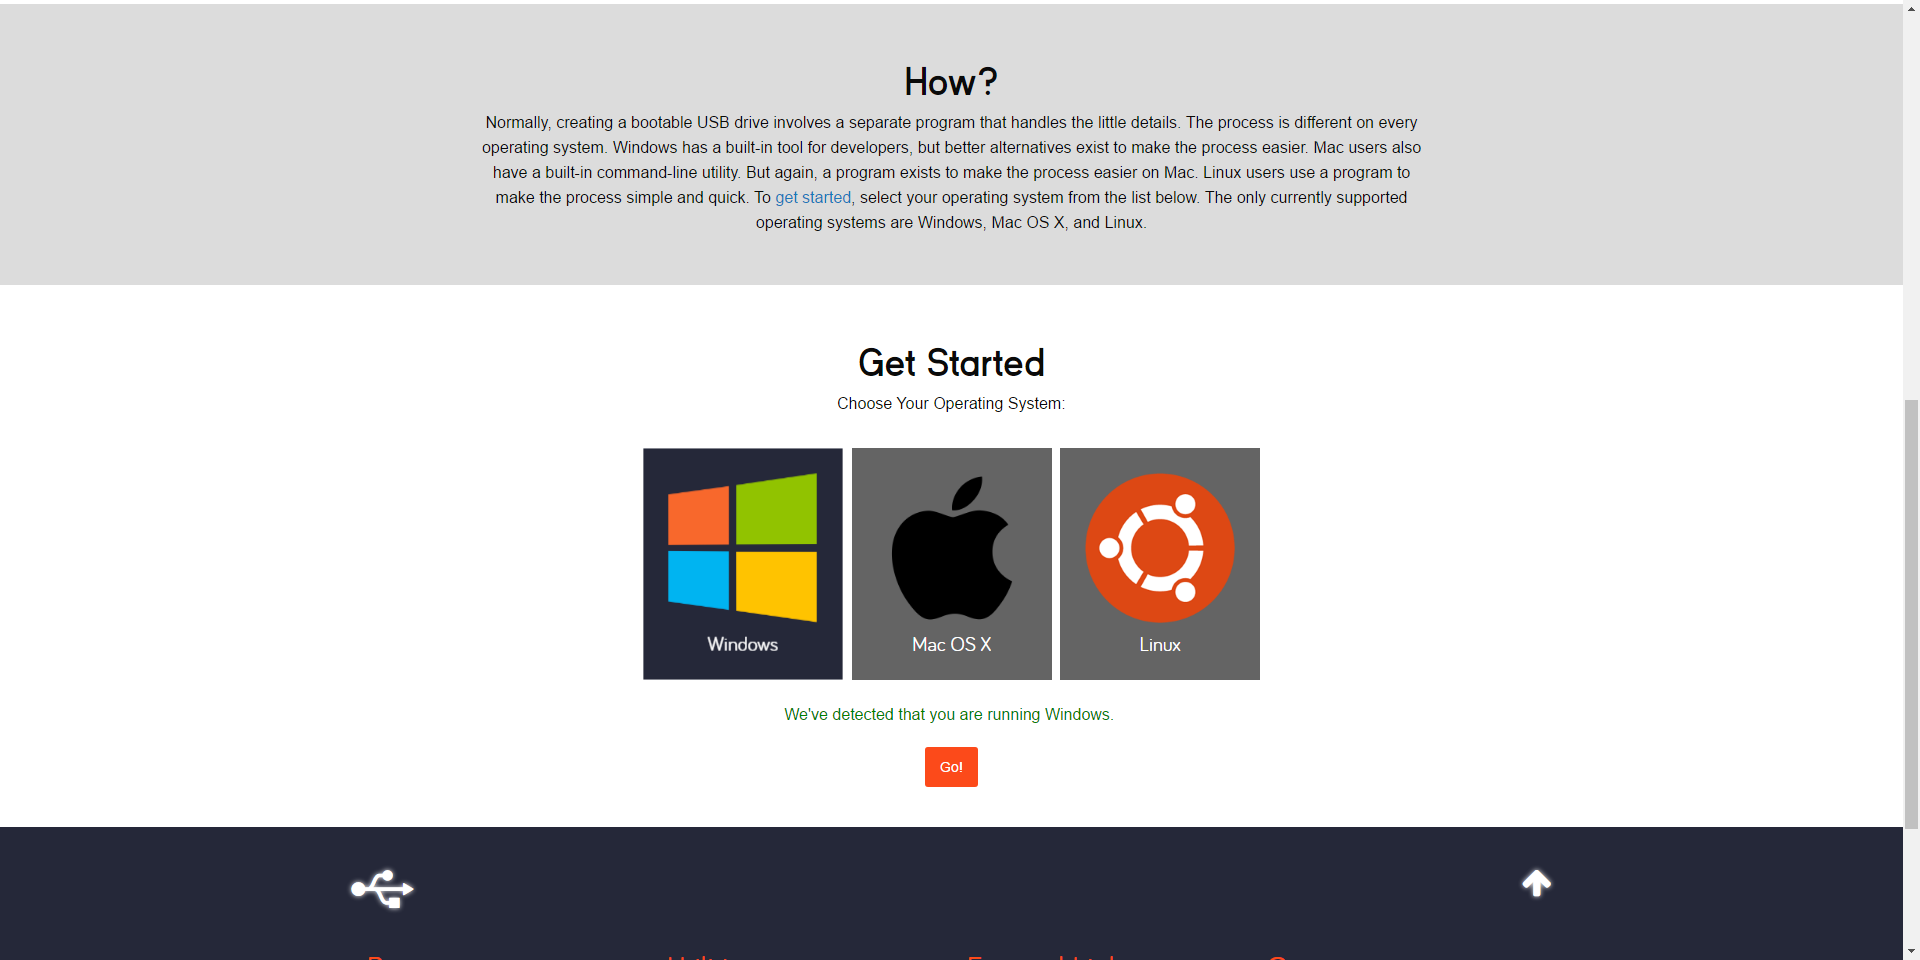 How?
Normally, creating a bootable USB drive involves a separate program that handles the little details. The process is different on every
operating system. Windows has a built-in tool for developers, but better alternatives exist to make the process easier. Mac users also
have a built-in command-line utility. But again, a program exists to make the process easier on Mac. Linux users use a program to
make the process simple and quick. To get started, select your operating system from the list below. The only currently supported
operating systems are Windows, Mac OS X, and Linux.
Get Started
Choose Your Operating System:
Windows
Mac OS X
Linux
We've detected that you are running Windows.
Go!